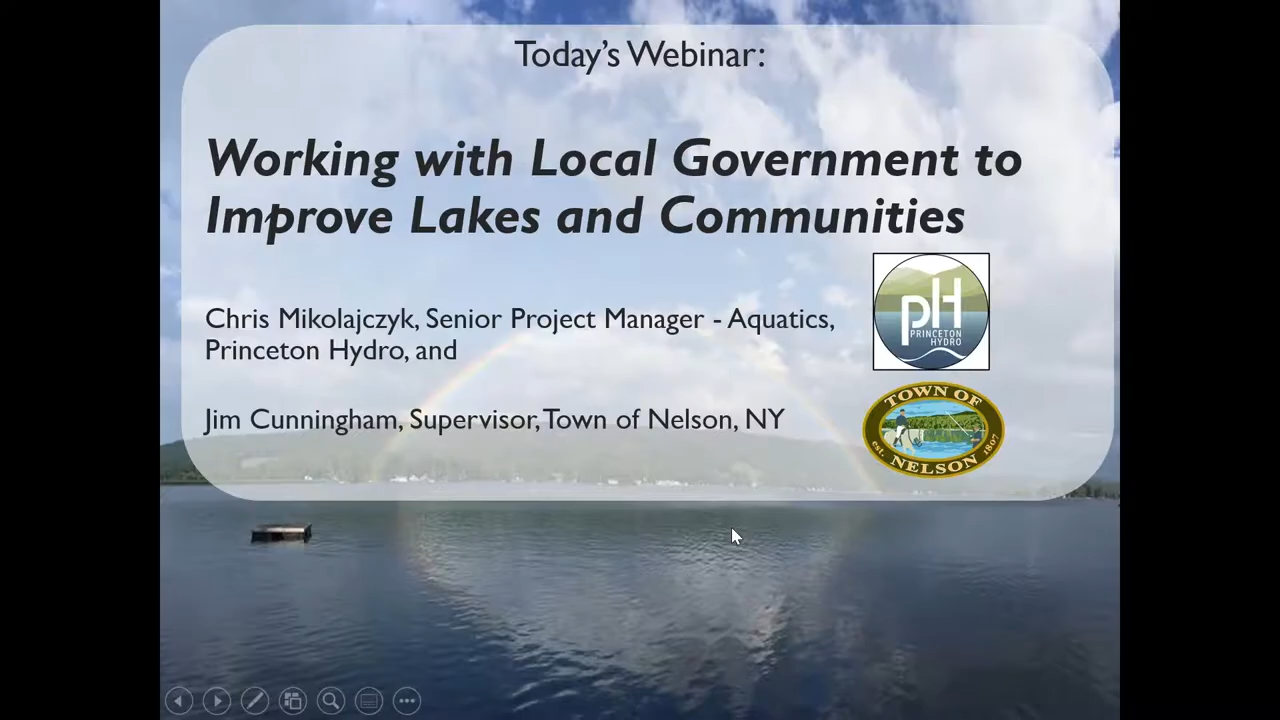 Today's Webinar:
Working with Local Government to
Improve Lakes and Communities
Chris Mikolajczyk, Senior Project Manager - Aquatics,
Princeton Hydro, and
pH
PRINCETON
HYDRO
Jim Cunningham, Supervisor, Town of Nelson, NY
TOWN OF
est. 1807
NELSON